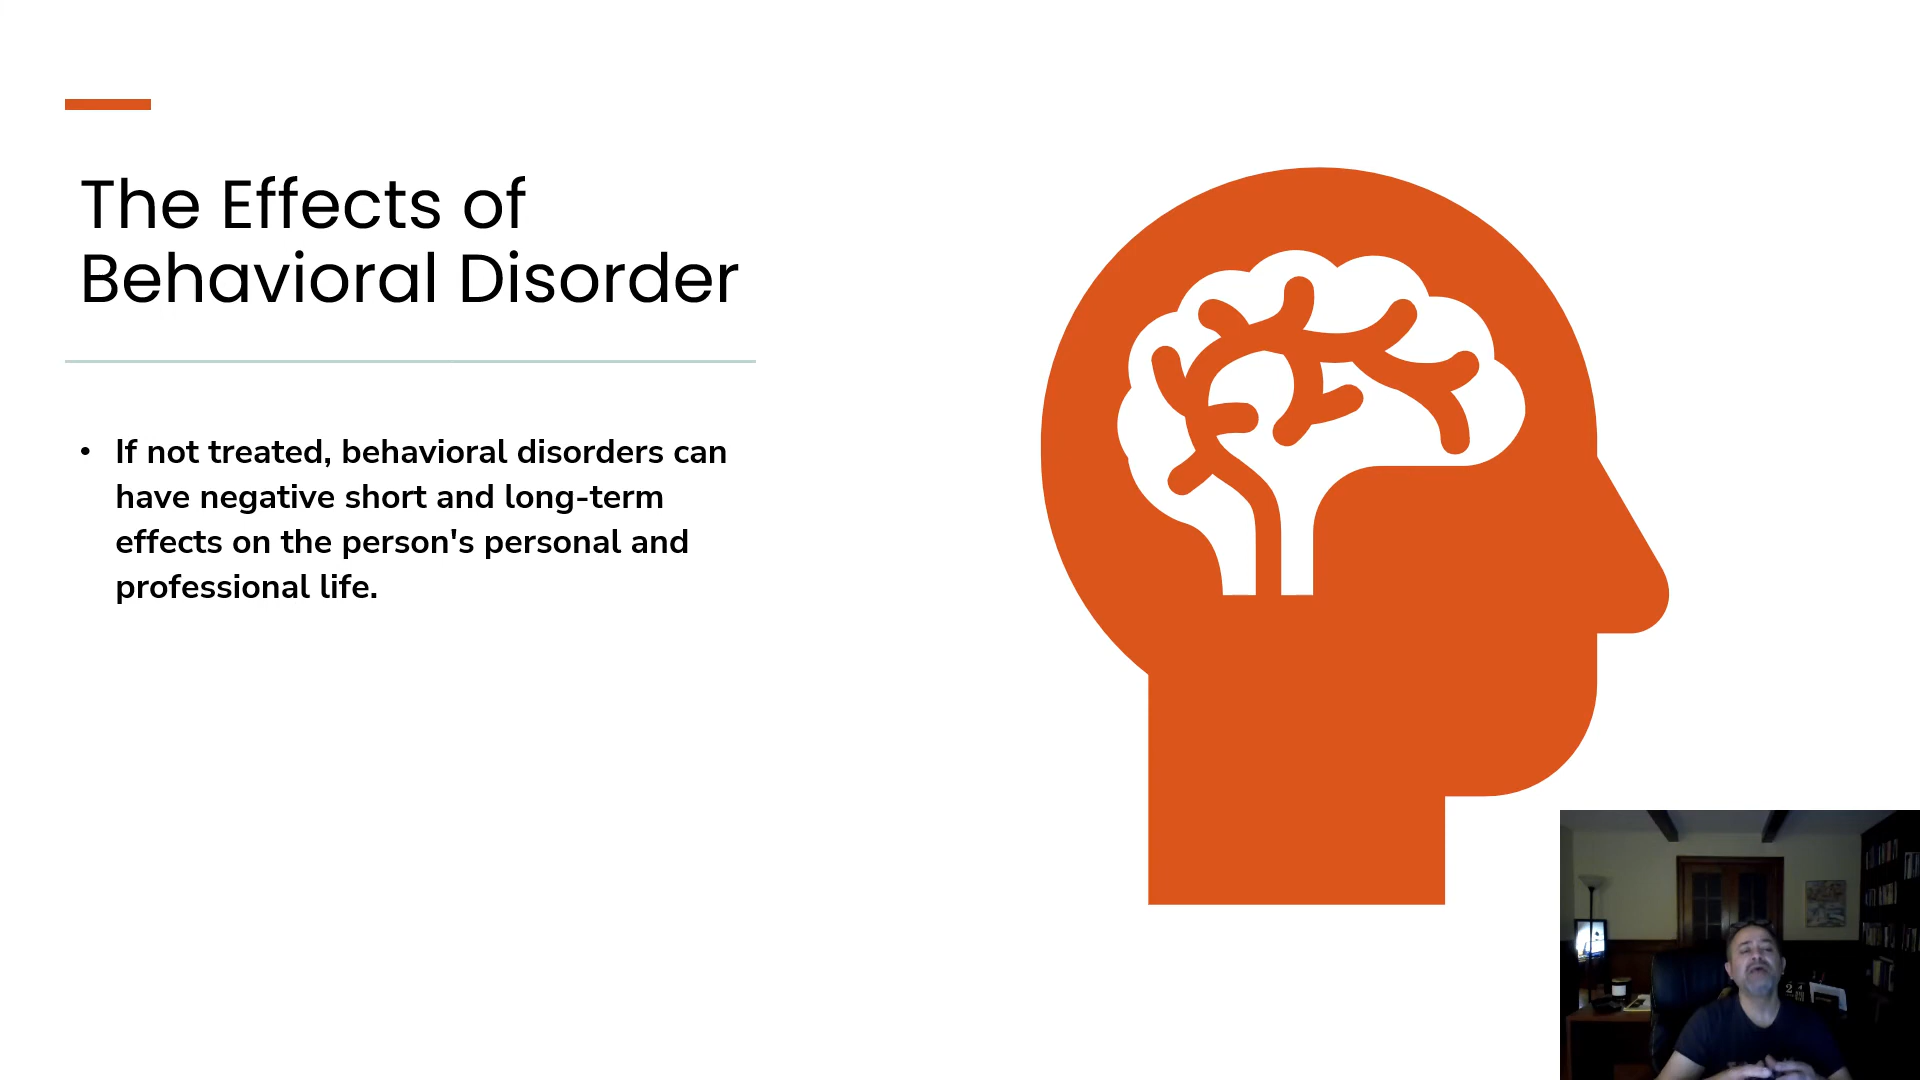 The Effects of
Behavioral Disorder
• If not treated, behavioral disorders can
have negative short and long-term
effects on the person's personal and
professional life.